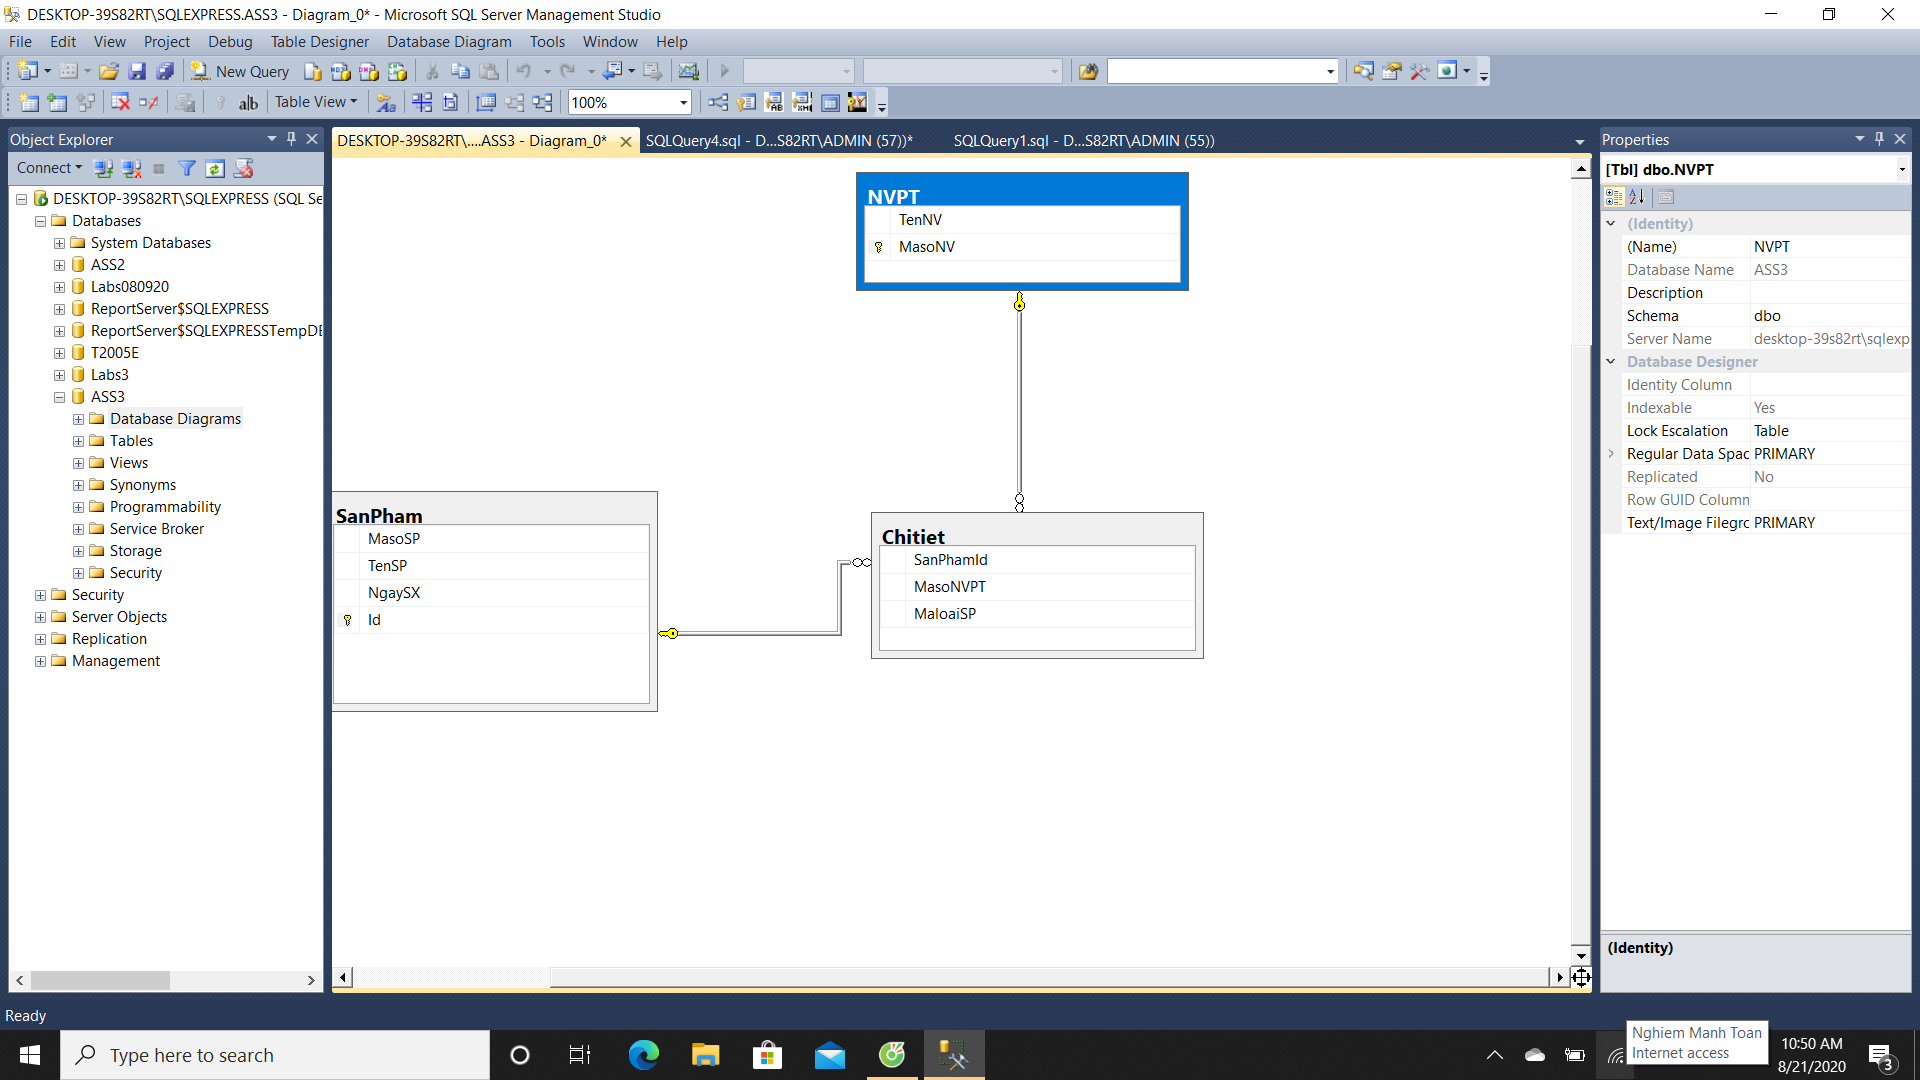 DESKTOP-39S82RT\SQLEXPRESS.ASS3 - Diagram_0* - Microsoft SQL Server Management Studio
File Edit View Project Debug Table Designer Database Diagram Tools Window Help
New Query
Table View 100%
Object Explorer
Connect
DESKTOP-39S82RT\SQLEXPRESS (SQL Se
Databases
System Databases
ASS2
Labs080920
ReportServer$SQLEXPRESS
ReportServer$SQLEXPRESSTempDE
T2005E
Labs3
ASS3
Database Diagrams
Tables
Views
Synonyms
Programmability
Service Broker
Storage
Security
Security
Server Objects
Replication
Management
DESKTOP-39S82RT\....ASS3 - Diagram_0* SQLQuery4.sql - D...S82RT\ADMIN (57))* SQLQuery1.sql - D...S82RT\ADMIN (55))
NVPT
TenNV
MasoNV
SanPham
MasoSP
TenSP
NgaySX
Id
Chitiet
SanPhamId
MasoNVPT
MaloaiSP
Properties
[Tbl] dbo.NVPT
(Identity)
(Name) NVPT
Database Name ASS3
Description
Schema dbo
Server Name desktop-39s82rt\sqlexp
Database Designer
Identity Column
Indexable Yes
Lock Escalation Table
Regular Data Spac PRIMARY
Replicated No
Row GUID Column
Text/Image Filegrc PRIMARY
(Identity)
Ready
Type here to search
Nghiem Manh Toan
Internet access
10:50 AM
8/21/2020
3